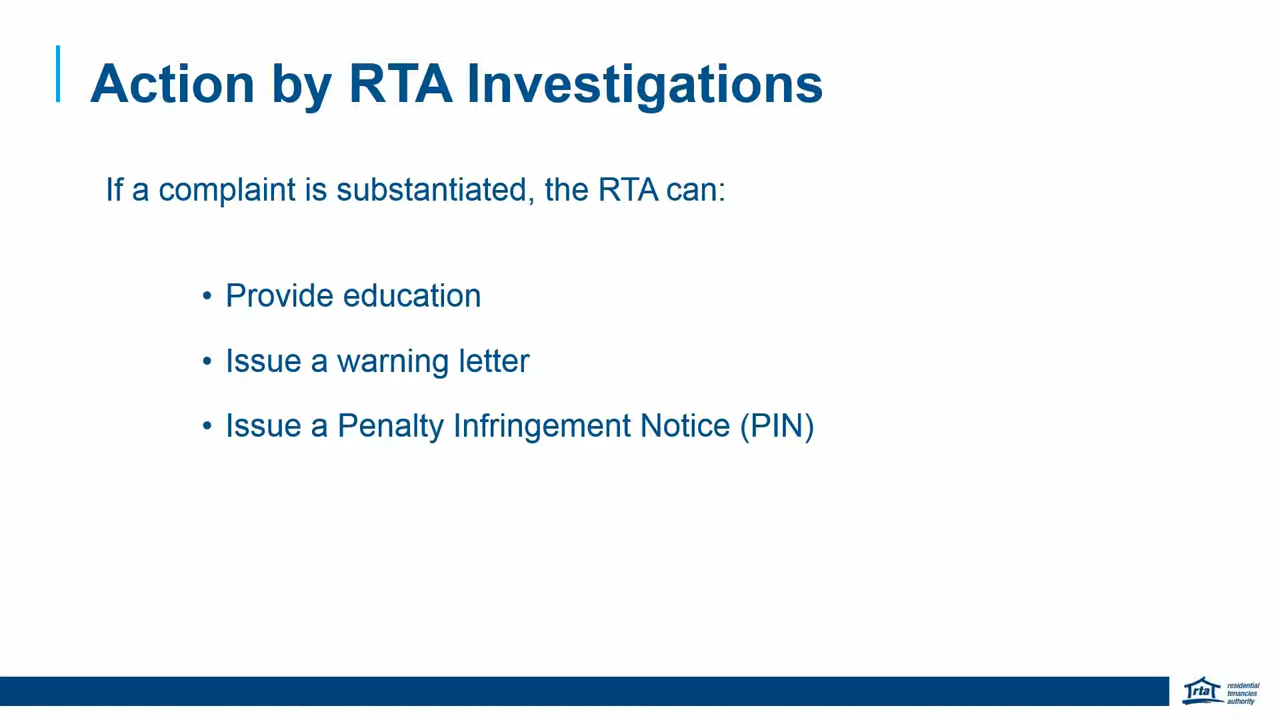 Action by RTA Investigations
If a complaint is substantiated, the RTA can:
• Provide education
• Issue a warning letter
• Issue a Penalty Infringement Notice (PIN)
rta
residential
tenancies
authority